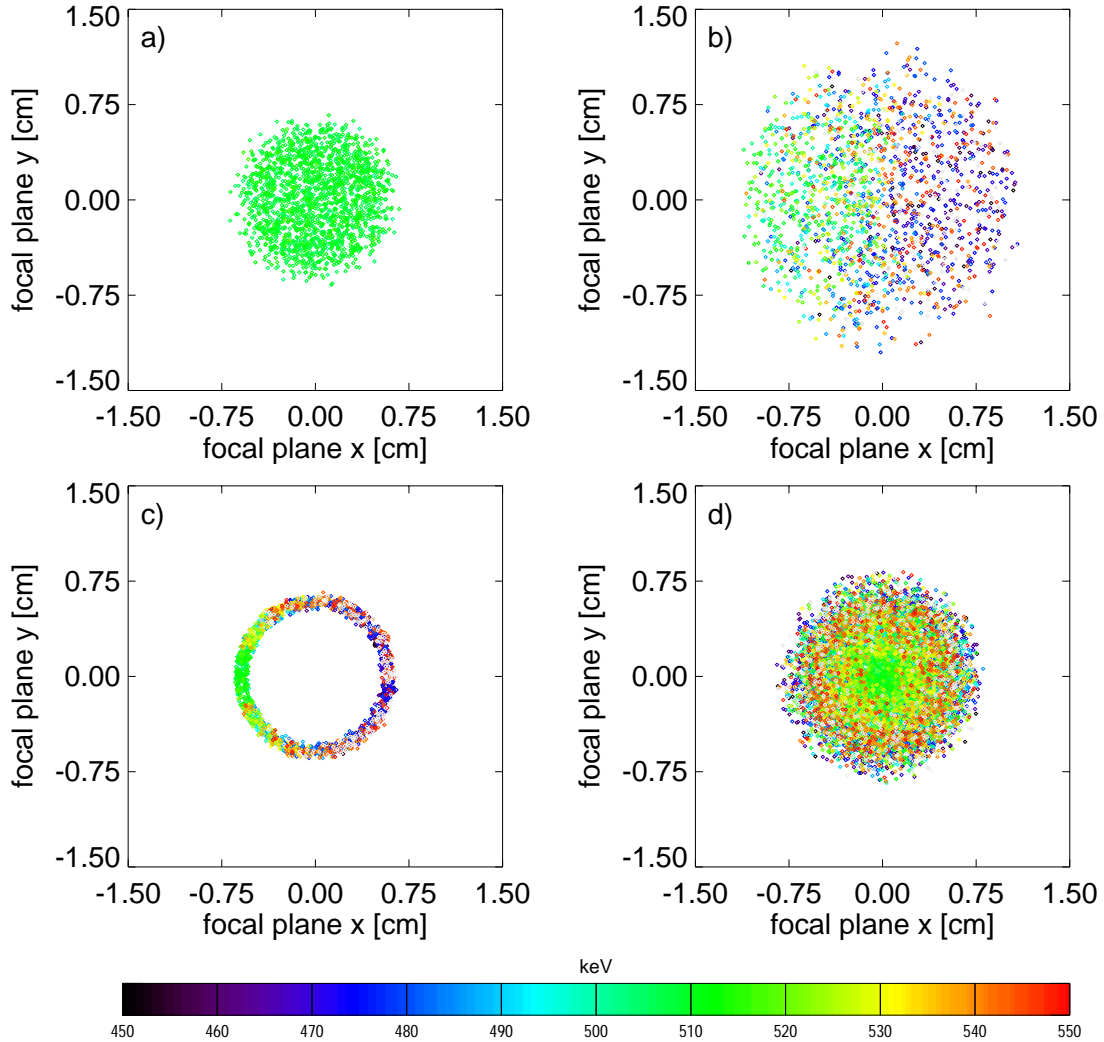 a)
1.50
0.75
0.00
-0.75
-1.50
focal plane y [cm]
-1.50 -0.75 0.00 0.75 1.50
focal plane x [cm]
b)
1.50
0.75
0.00
-0.75
-1.50
focal plane y [cm]
-1.50 -0.75 0.00 0.75 1.50
focal plane x [cm]
c)
1.50
0.75
0.00
-0.75
-1.50
focal plane y [cm]
-1.50 -0.75 0.00 0.75 1.50
focal plane x [cm]
d)
1.50
0.75
0.00
-0.75
-1.50
focal plane y [cm]
-1.50 -0.75 0.00 0.75 1.50
focal plane x [cm]
keV
450 460 470 480 490 500 510 520 530 540 550